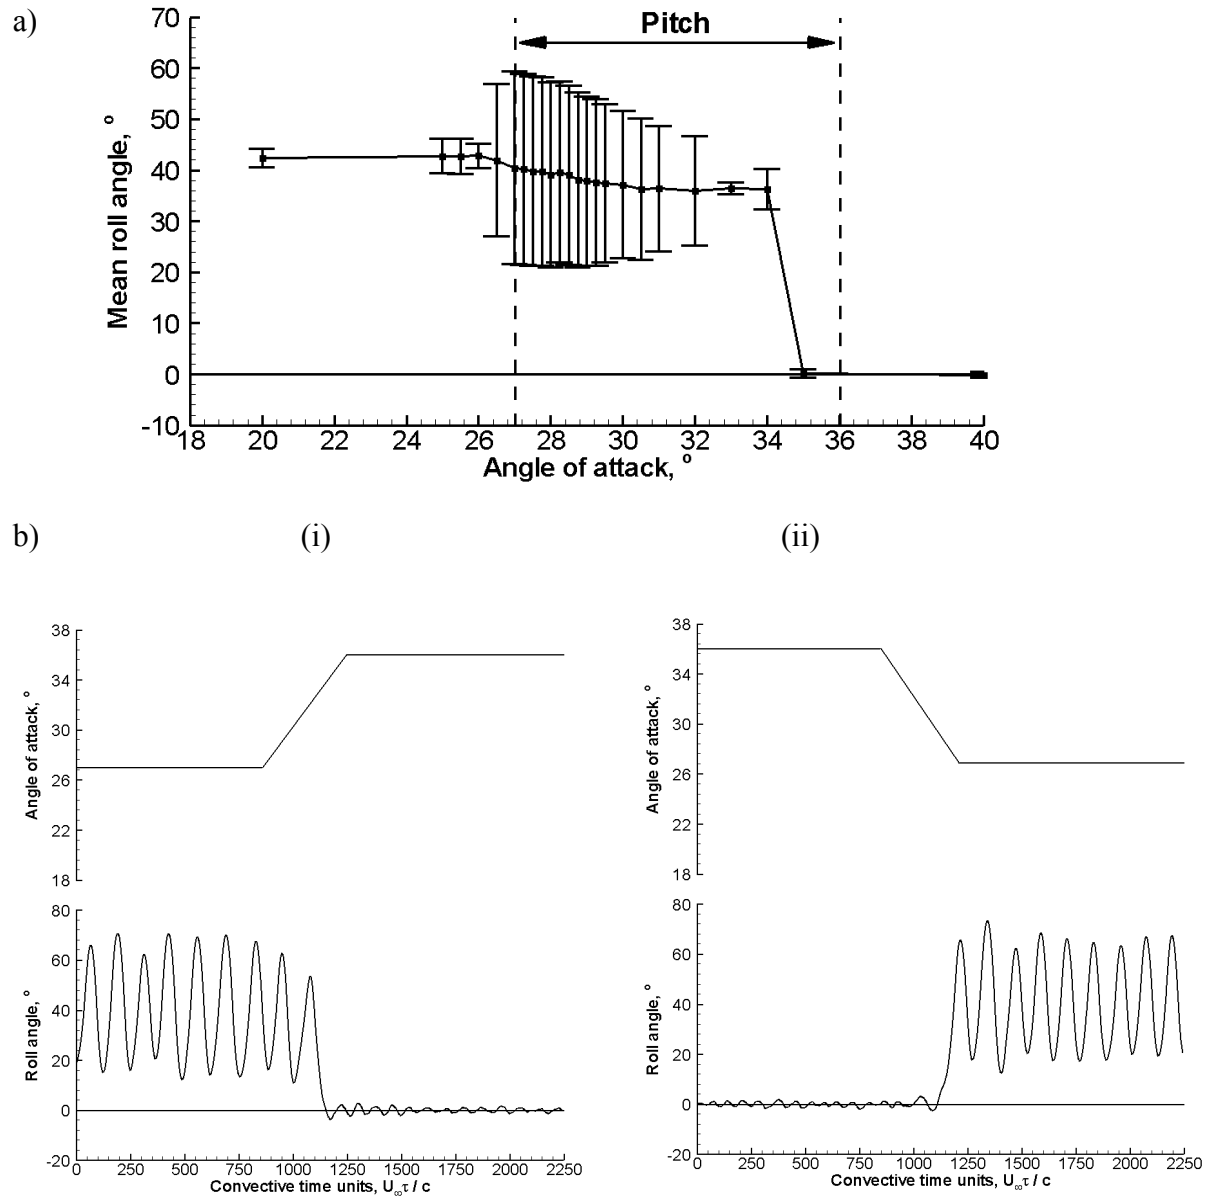 a)
Pitch
70
60
50
40
30
20
10
0
-10
Mean roll angle, °
18 20 22 24 26 28 30 32 34 36 38 40
Angle of attack, °
b) (i) (ii)
38
34
30
26
22
18
Angle of attack, °
80
60
40
20
0
-20
Roll angle, °
0 250 500 750 1000 1250 1500 1750 2000 2250
Convective time units, U∞τ / c
38
34
30
26
22
18
Angle of attack, °
80
60
40
20
0
-20
Roll angle, °
0 250 500 750 1000 1250 1500 1750 2000 2250
Convective time units, U∞τ / c